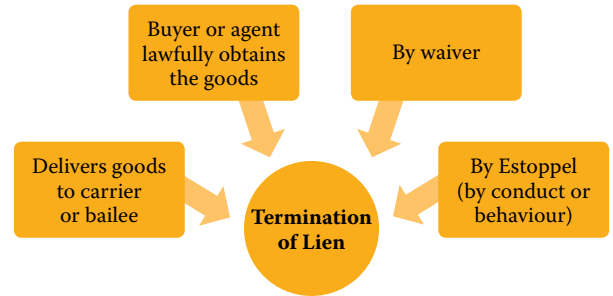 Buyer or agent
lawfully obtains
the goods
By waiver
Delivers goods
to carrier
or bailee
By Estoppel
(by conduct or
behaviour)
Termination
of Lien